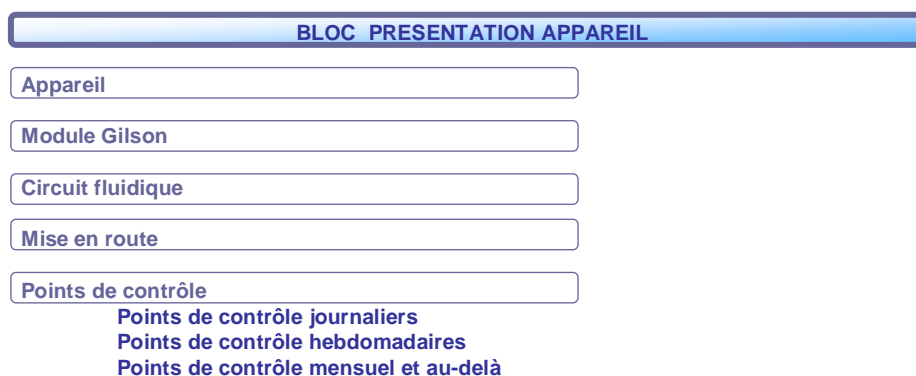 BLOC PRESENTATION APPAREIL
Appareil
Module Gilson
Circuit fluidique
Mise en route
Points de contrôle
Points de contrôle journaliers
Points de contrôle hebdomadaires
Points de contrôle mensuel et au-delà